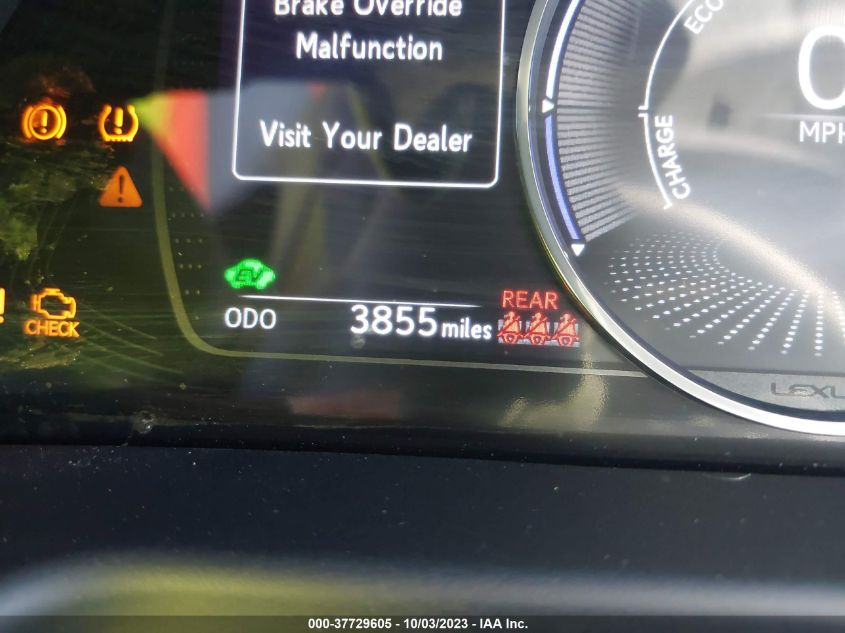 Brake Override
Malfunction
Visit Your Dealer
ECO
CHARGE
0
MPH
EV
ODO 3855 miles
REAR
CHECK
000-37729605 - 10/03/2023 - IAA Inc.